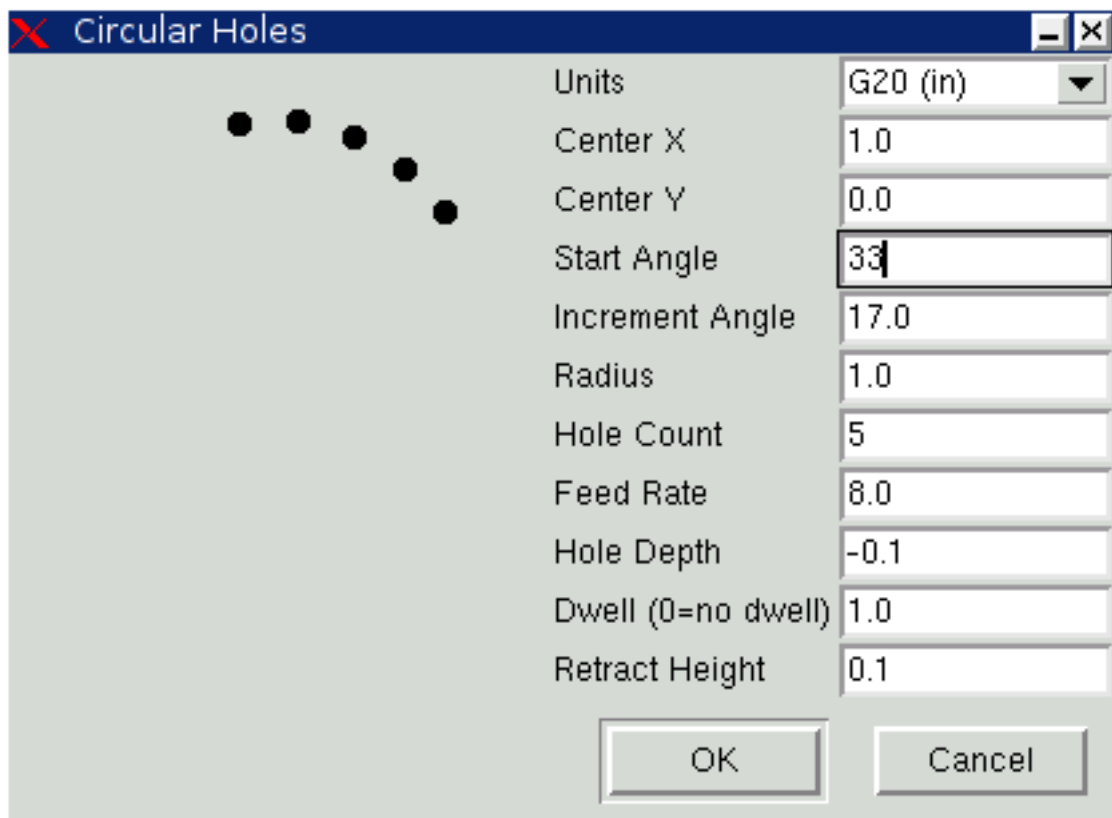 Circular Holes
Units G20 (in)
Center X 1.0
Center Y 0.0
Start Angle 33
Increment Angle 17.0
Radius 1.0
Hole Count 5
Feed Rate 8.0
Hole Depth -0.1
Dwell (0=no dwell) 1.0
Retract Height 0.1
OK Cancel